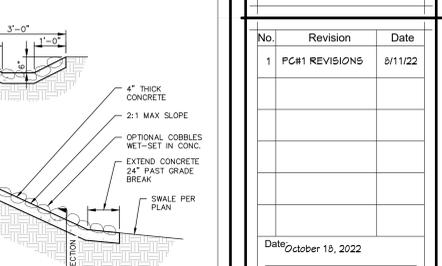 3'-0"
1'-0"
6"
4" THICK
CONCRETE
2:1 MAX SLOPE
OPTIONAL COBBLES
WET-SET IN CONC.
EXTEND CONCRETE
24" PAST GRADE
BREAK
SWALE PER
PLAN
ECTION
No. Revision Date
1 PC#1 REVISIONS 8/11/22
Date: October 18, 2022